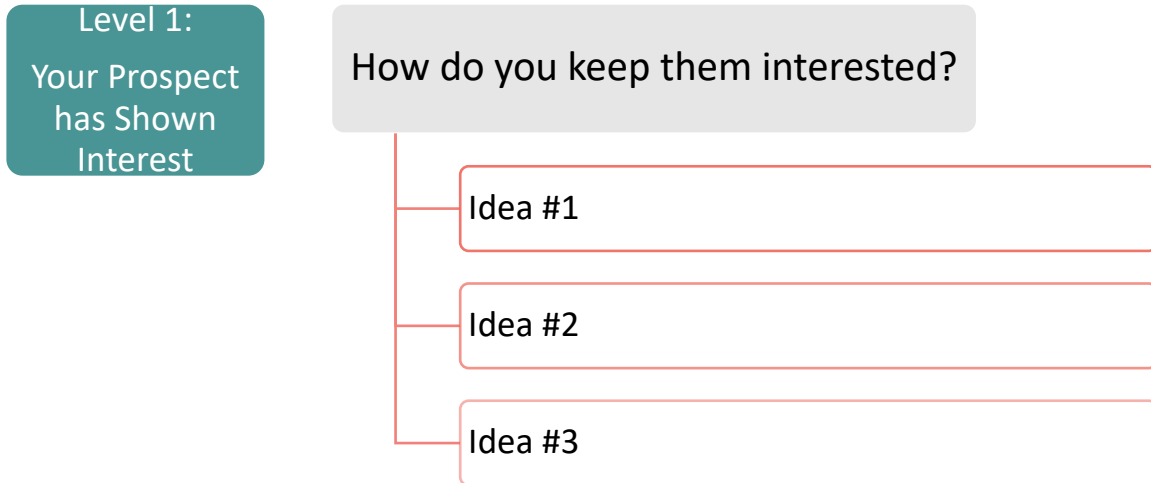 Level 1:
Your Prospect
has Shown
Interest
How do you keep them interested?
Idea #1
Idea #2
Idea #3